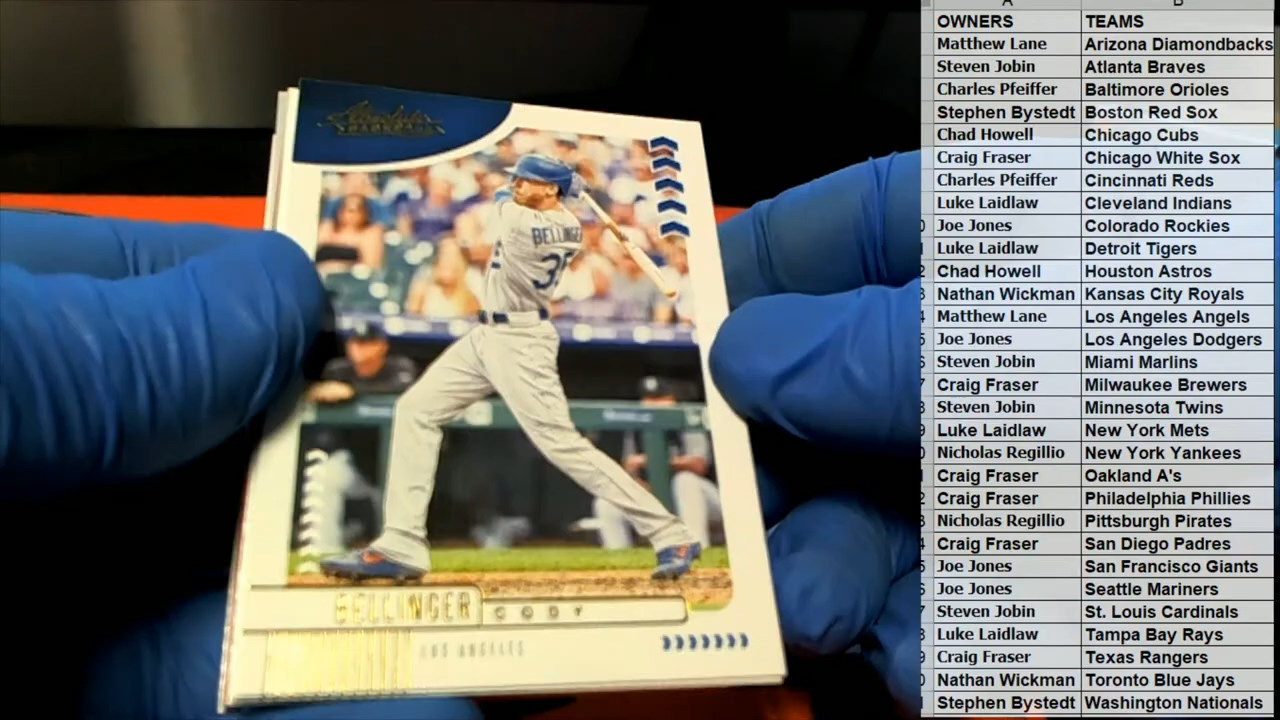 Absolute
BASEBALL
BELLINGER
35
BELLINGER CODY
LOS ANGELES
A B
OWNERS TEAMS
Matthew Lane Arizona Diamondbacks
Steven Jobin Atlanta Braves
Charles Pfeiffer Baltimore Orioles
Stephen Bystedt Boston Red Sox
Chad Howell Chicago Cubs
Craig Fraser Chicago White Sox
Charles Pfeiffer Cincinnati Reds
Luke Laidlaw Cleveland Indians
Joe Jones Colorado Rockies
Luke Laidlaw Detroit Tigers
Chad Howell Houston Astros
Nathan Wickman Kansas City Royals
Matthew Lane Los Angeles Angels
Joe Jones Los Angeles Dodgers
Steven Jobin Miami Marlins
Craig Fraser Milwaukee Brewers
Steven Jobin Minnesota Twins
Luke Laidlaw New York Mets
Nicholas Regillio New York Yankees
Craig Fraser Oakland A's
Craig Fraser Philadelphia Phillies
Nicholas Regillio Pittsburgh Pirates
Craig Fraser San Diego Padres
Joe Jones San Francisco Giants
Joe Jones Seattle Mariners
Steven Jobin St. Louis Cardinals
Luke Laidlaw Tampa Bay Rays
Craig Fraser Texas Rangers
Nathan Wickman Toronto Blue Jays
Stephen Bystedt Washington Nationals